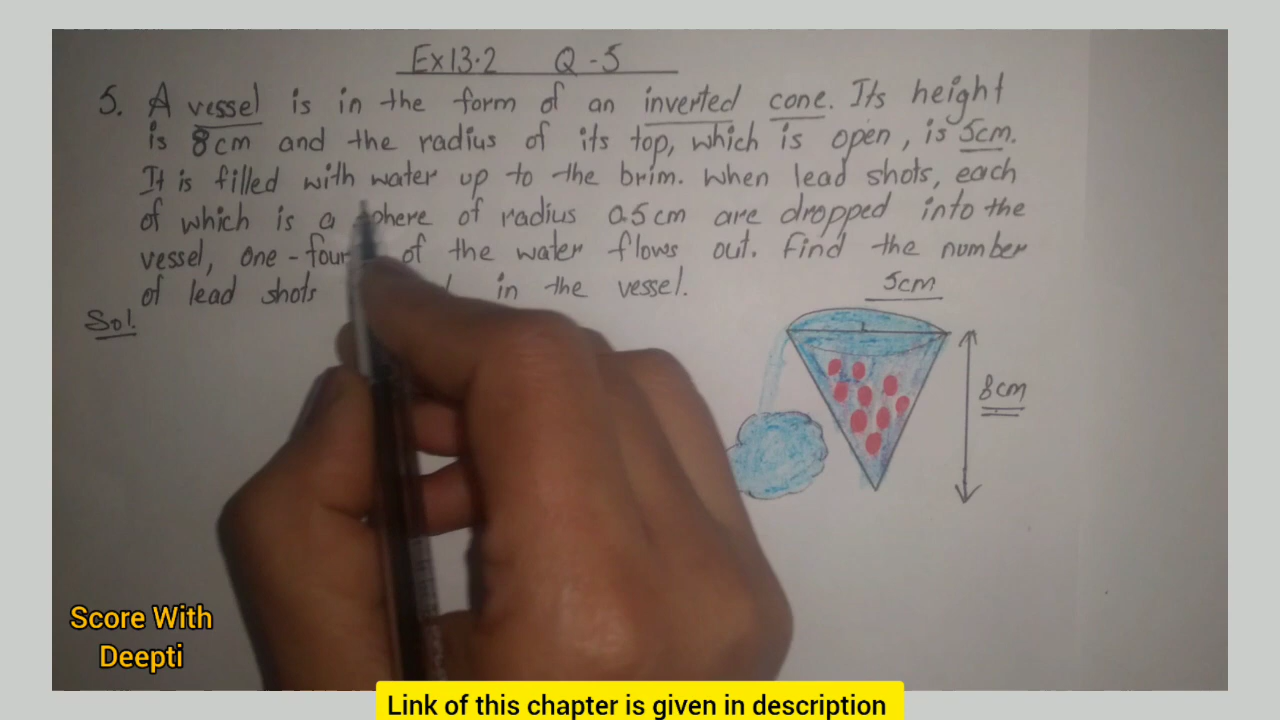 Ex 13.2 Q-5
5. A vessel is in the form of an inverted cone. Its height
is 8cm and the radius of its top, which is open, is 5cm.
It is filled with water up to the brim. When lead shots, each
of which is a sphere of radius 0.5cm are dropped into the
vessel, one-four of the water flows out. Find the number
of lead shots in the vessel.
Sol.
5cm
8cm
Score With
Deepti
Link of this chapter is given in description